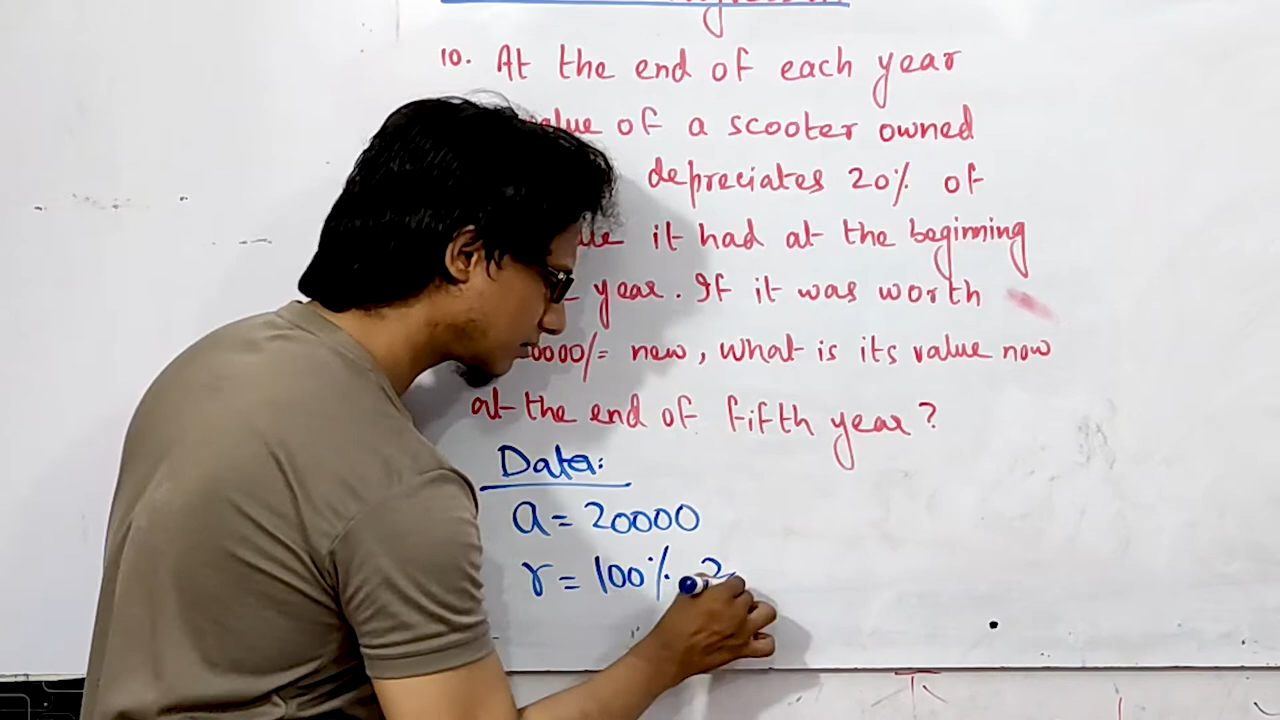 10. At the end of each year
of a scooter owned
depreciates 20% of
it had at the beginning
year. If it was worth
0000/= new, what is its value now
at the end of fifth year?
Data:
a = 20000
r = 100% 2